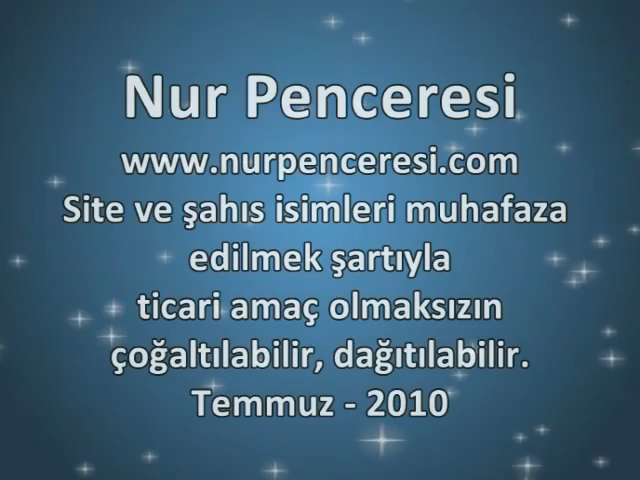 Nur Penceresi
www.nurpenceresi.com
Site ve şahıs isimleri muhafaza
edilmek şartıyla
ticari amaç olmaksızın
çoğaltılabilir, dağıtılabilir.
Temmuz - 2010